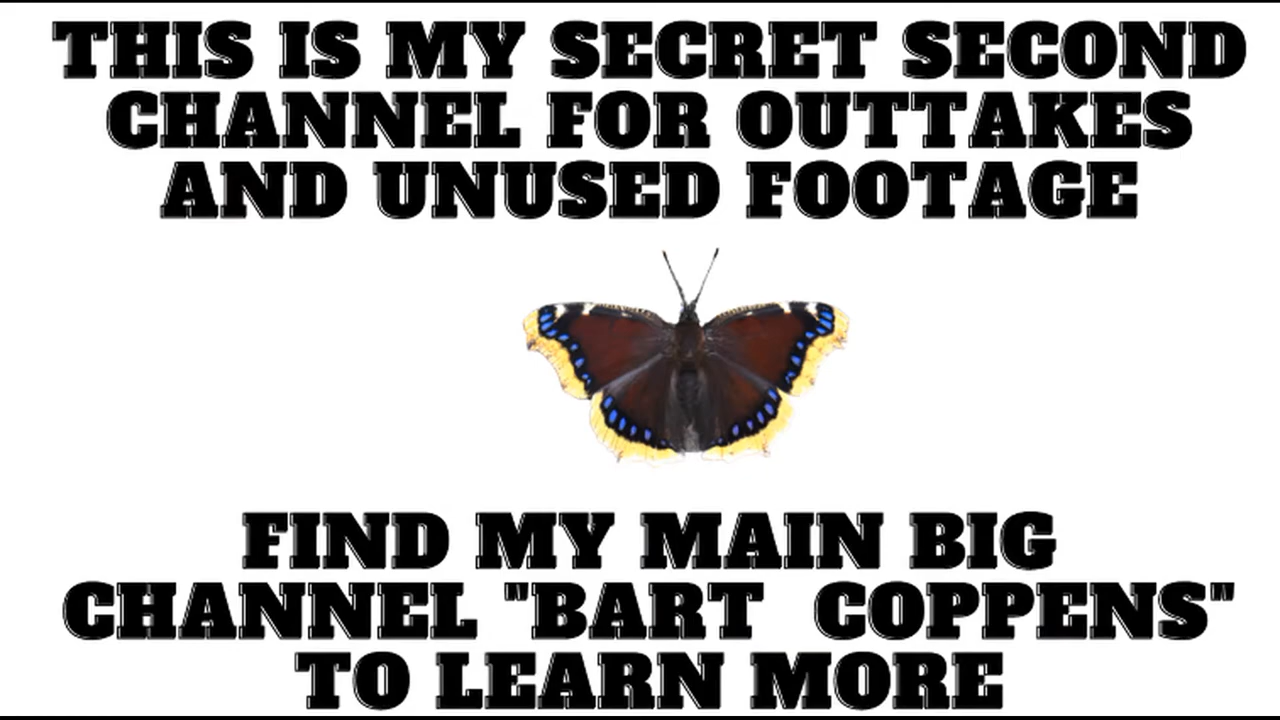 THIS IS MY SECRET SECOND
CHANNEL FOR OUTTAKES
AND UNUSED FOOTAGE
FIND MY MAIN BIG
CHANNEL "BART COPPENS"
TO LEARN MORE